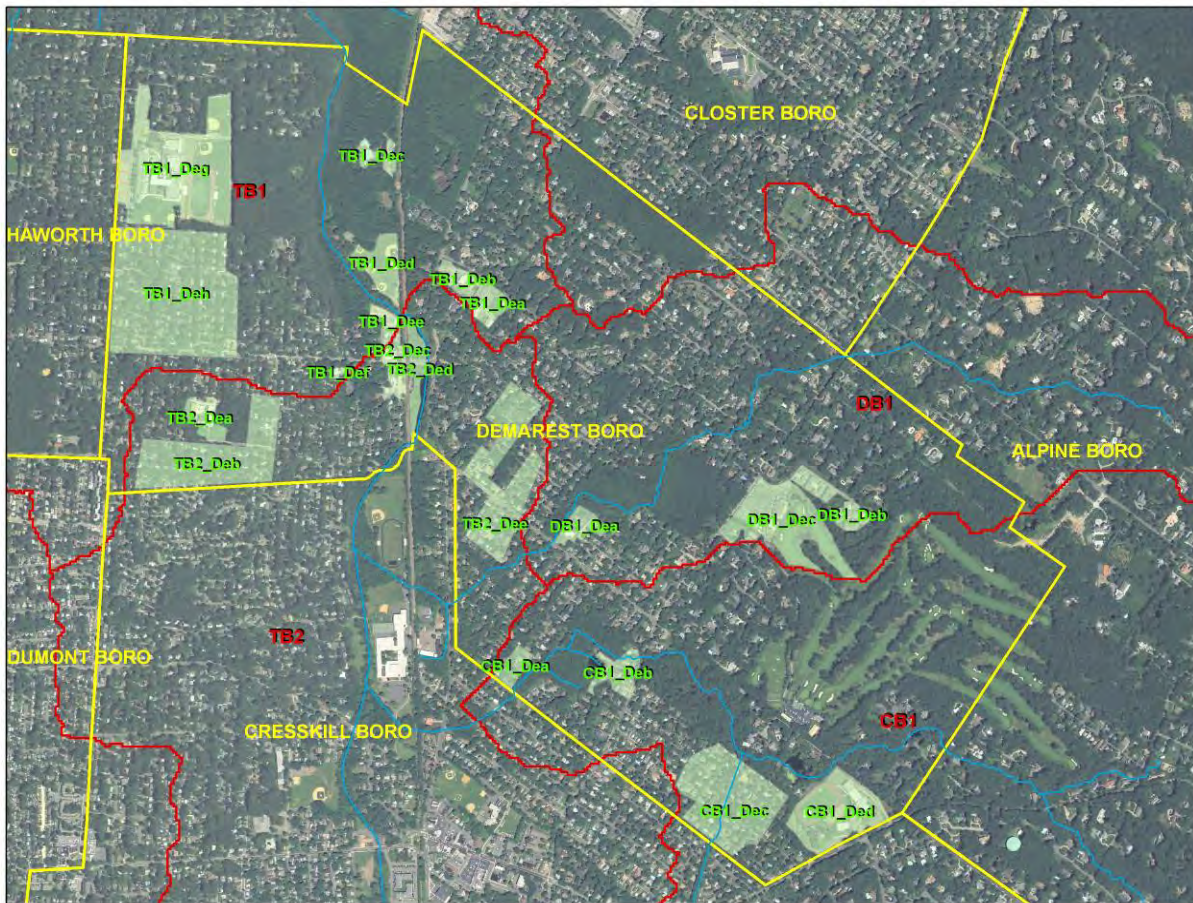 CLOSTER BORO
TB1_Dec
TB1_Deg
TB1
HAWORTH BORO
TB1_Ded
TB1_Deb
TB1_Deh
TB1_Dea
TB1_Dee
TB2_Dec
TB2_Ded
TB1_Def
DB1
TB2_Dea
DEMAREST BORO
ALPINE BORO
TB2_Deb
DB1_Deb
DB1_Dec
TB2_Dee
DB1_Dea
TB2
DUMONT BORO
CB1_Dea
CB1_Deb
CB1
CRESSKILL BORO
CB1_Dec
CB1_Ded